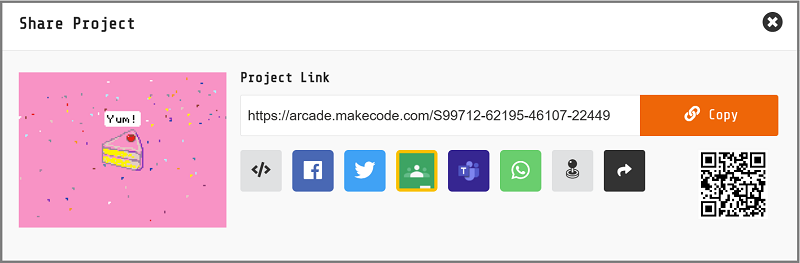 Share Project
Project Link
Yum!
https://arcade.makecode.com/S99712-62195-46107-22449
Copy